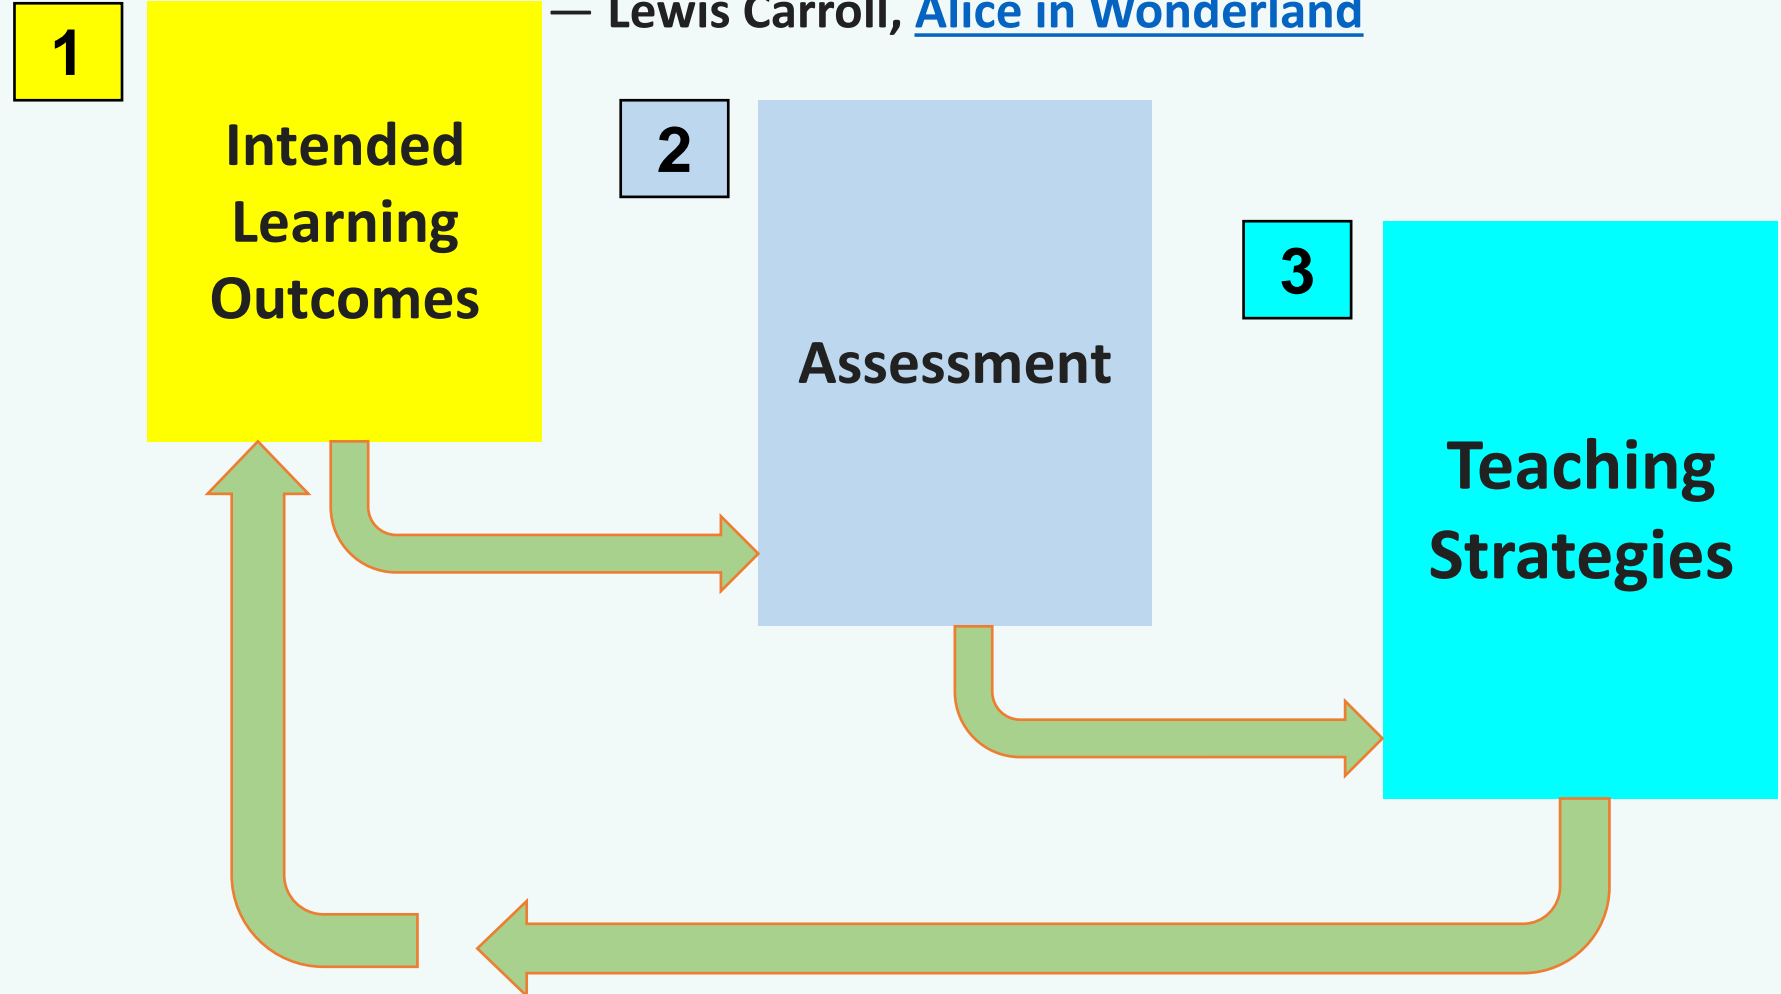 — Lewis Carroll, Alice in Wonderland
1
Intended
Learning
Outcomes
2
Assessment
3
Teaching
Strategies